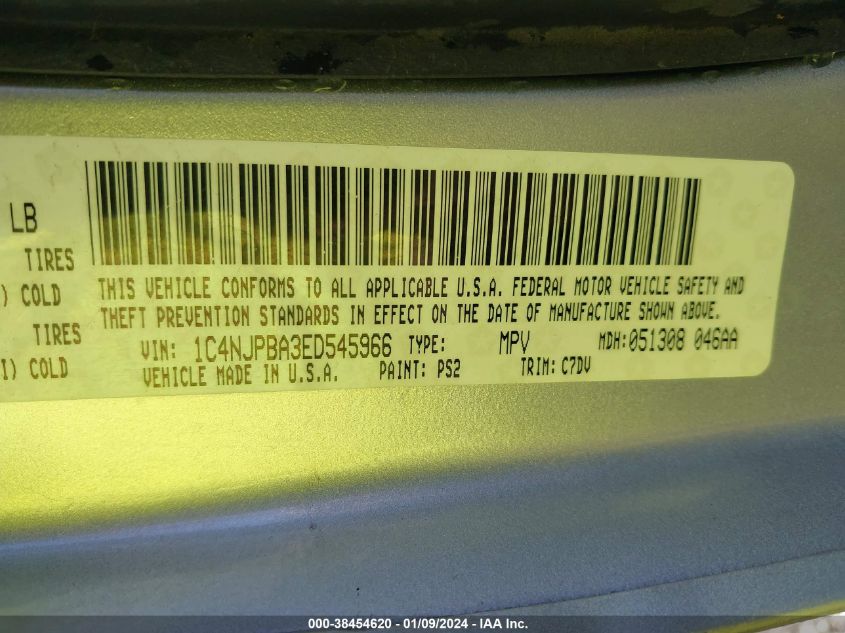 LB
TIRES
) COLD
TIRES
I) COLD
THIS VEHICLE CONFORMS TO ALL APPLICABLE U.S.A. FEDERAL MOTOR VEHICLE SAFETY AND
THEFT PREVENTION STANDARDS IN EFFECT ON THE DATE OF MANUFACTURE SHOWN ABOVE.
VIN: 1C4NJPBA3ED545966 TYPE: MPV MDH:051308 046AA
VEHICLE MADE IN U.S.A. PAINT: PS2 TRIM: C7DV
000-38454620 - 01/09/2024 - IAA Inc.